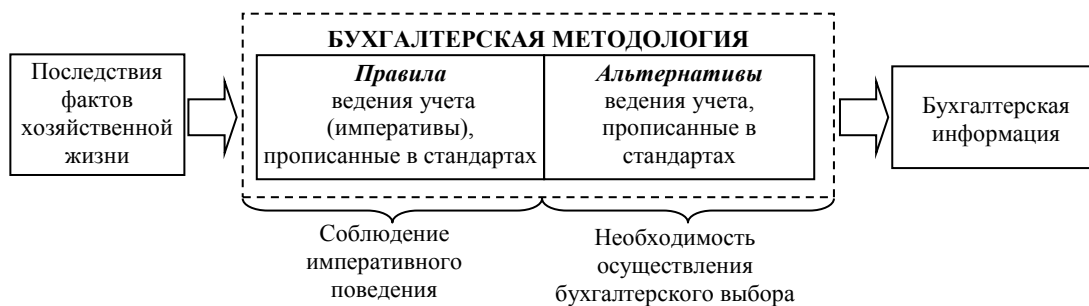 БУХГАЛТЕРСКАЯ МЕТОДОЛОГИЯ
Последствия
фактов
хозяйственной
жизни
Правила
ведения учета
(императивы),
прописанные в стандартах
Альтернативы
ведения учета,
прописанные в
стандартах
Бухгалтерская
информация
Соблюдение
императивного
поведения
Необходимость
осуществления
бухгалтерского выбора